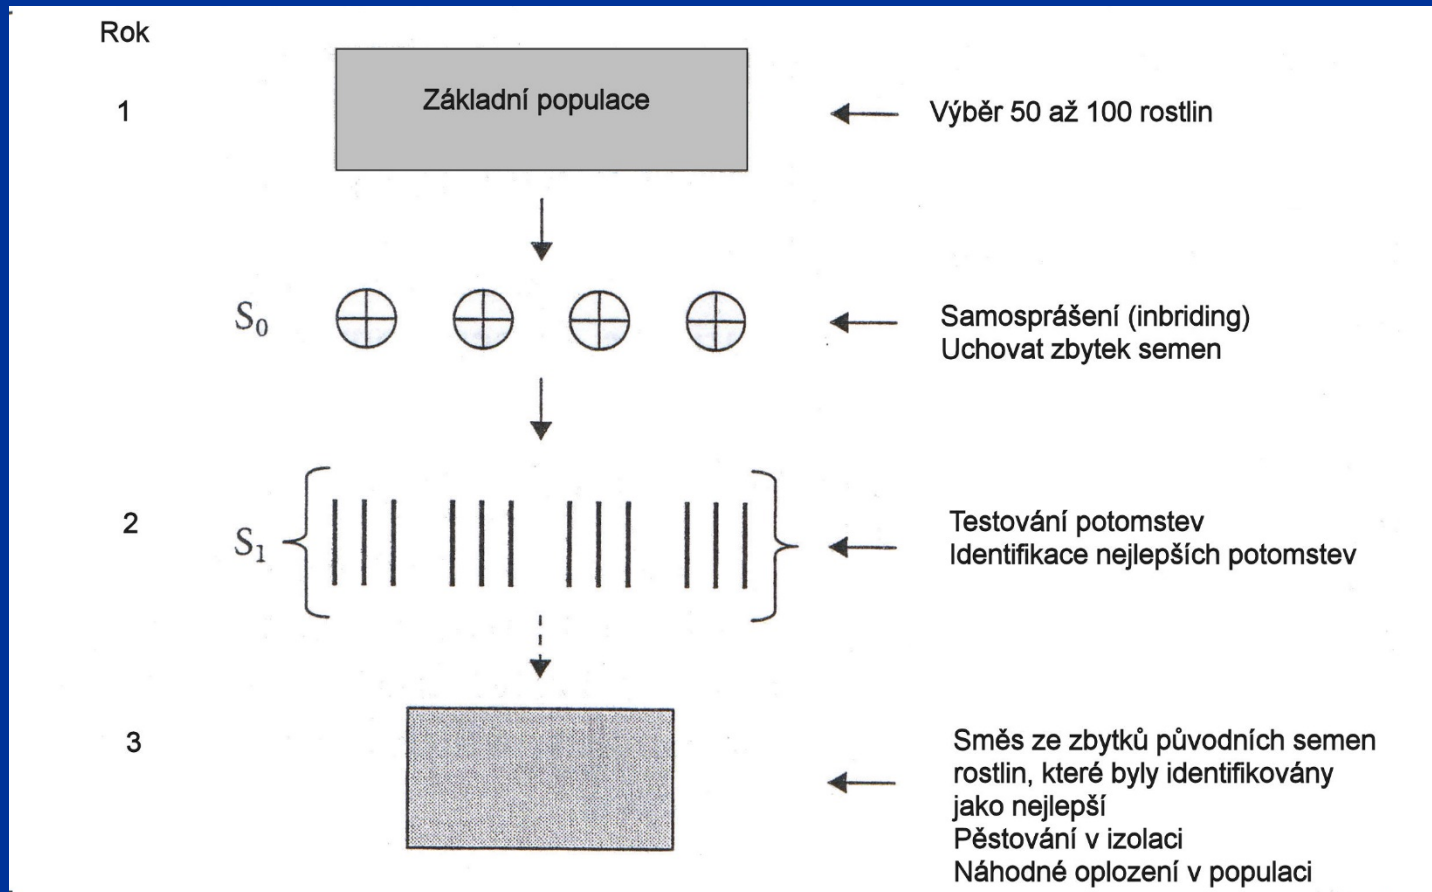 Rok
1
Základní populace
Výběr 50 až 100 rostlin
S₀
Samosprášení (inbriding)
Uchovat zbytek semen
2
S₁
Testování potomstev
Identifikace nejlepších potomstev
3
Směs ze zbytků původních semen
rostlin, které byly identifikovány
jako nejlepší
Pěstování v izolaci
Náhodné oplození v populaci